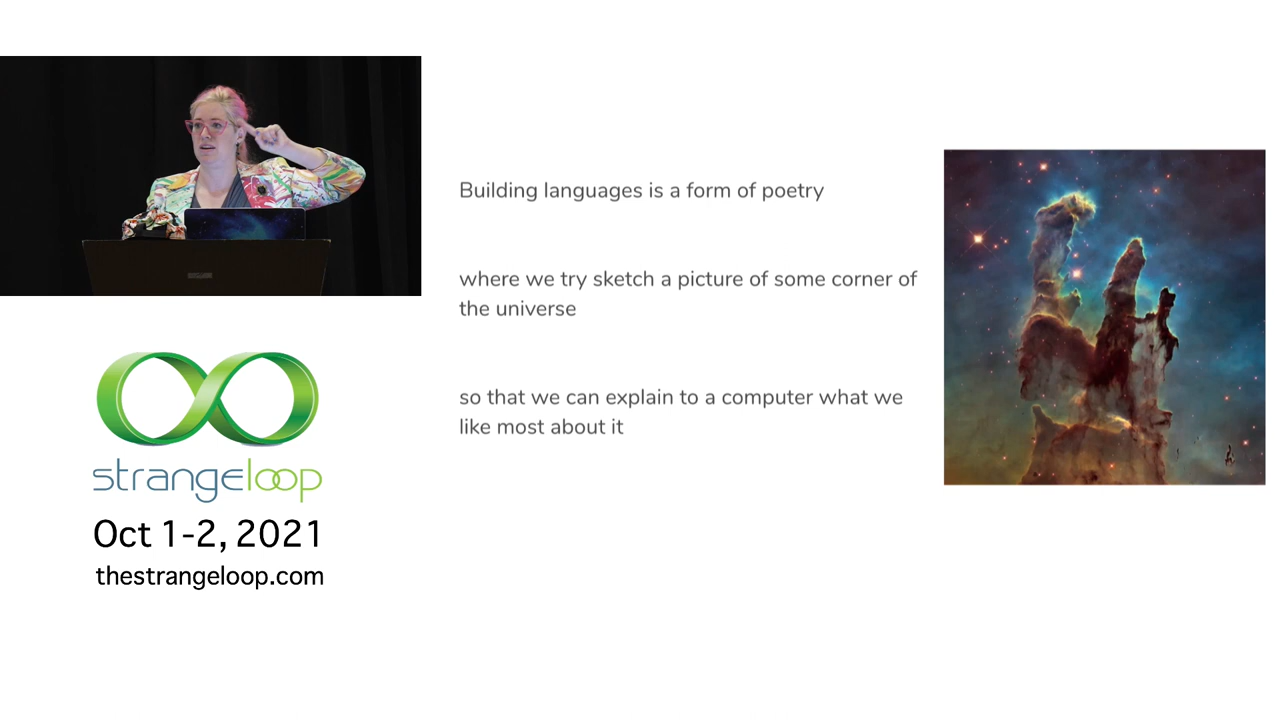 Building languages is a form of poetry
where we try sketch a picture of some corner of
the universe
so that we can explain to a computer what we
like most about it
strangeloop
Oct 1-2, 2021
thestrangeloop.com